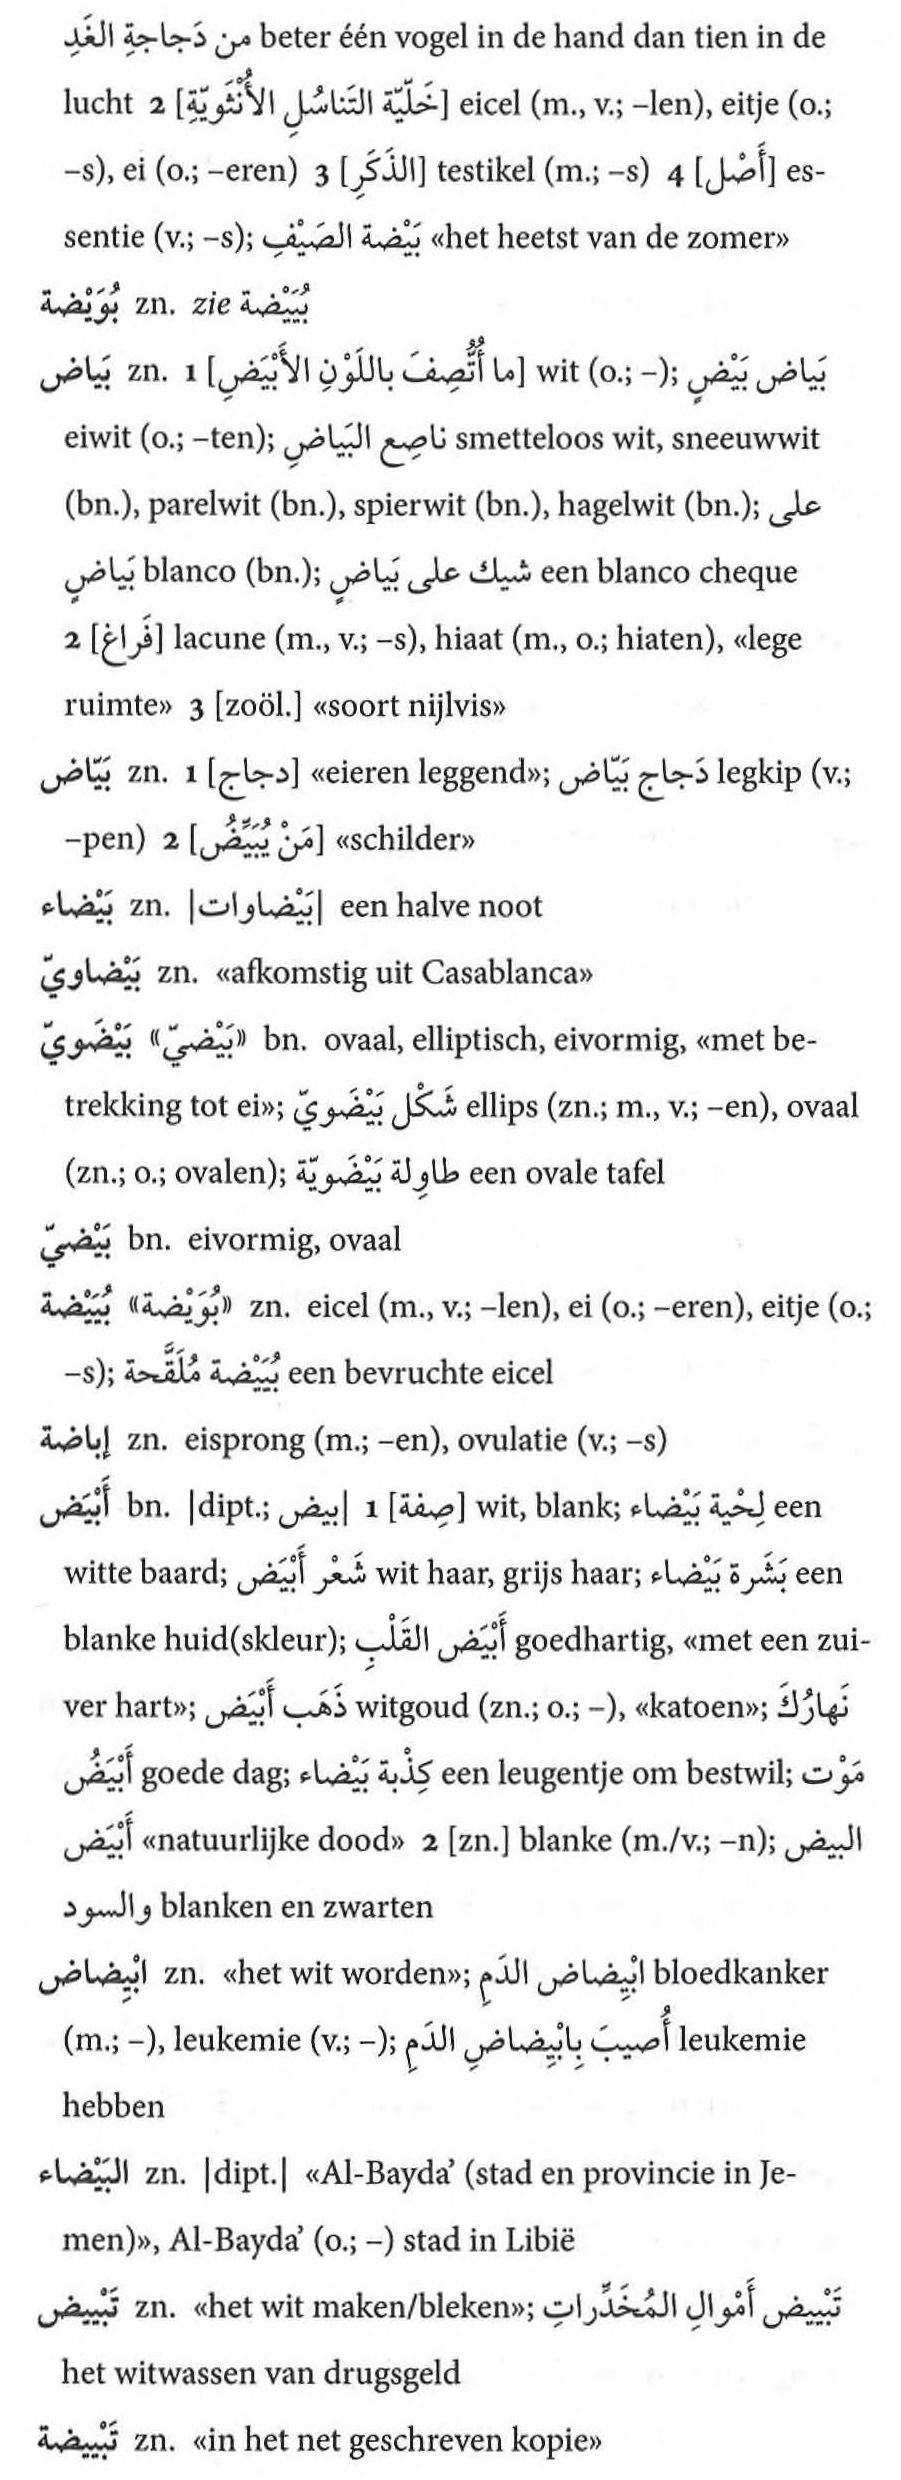 من دَجاجةِ الغَدِ beter één vogel in de hand dan tien in de
lucht 2 [خَلِيّة التَناسُلِ الأُنْثَويّةِ] eicel (m., v.; –len), eitje (o.;
–s), ei (o.; –eren) 3 [الذَكَرِ] testikel (m.; –s) 4 [أَصْل] es-
sentie (v.; –s); بَيْضة الصَيْفِ «het heetst van de zomer»
بُوَيْضة zn. zie بُيَيْضة
بَياض zn. 1 [ما أُتُّصِفَ باللَوْنِ الأَبْيَضِ] wit (o.; –); بَياض بَيْضٍ
eiwit (o.; –ten); ناصِع البَياضِ smetteloos wit, sneeuwwit
(bn.), parelwit (bn.), spierwit (bn.), hagelwit (bn.); على
بَياضٍ blanco (bn.); شيك على بَياضٍ een blanco cheque
2 [فَراغ] lacune (m., v.; –s), hiaat (m., o.; hiaten), «lege
ruimte» 3 [zoöl.] «soort nijlvis»
بَيّاض zn. 1 [دجاج] «eieren leggend»; دَجاج بَيّاض legkip (v.;
–pen) 2 [مَنْ يُبَيِّضُ] «schilder»
بَيْضاء zn. |بَيْضاوات| een halve noot
بَيْضاويّ zn. «afkomstig uit Casablanca»
بَيْضَويّ «بَيْضيّ» bn. ovaal, elliptisch, eivormig, «met be-
trekking tot ei»; شَكْل بَيْضَويّ ellips (zn.; m., v.; –en), ovaal
(zn.; o.; ovalen); طاوِلة بَيْضَويّة een ovale tafel
بَيْضيّ bn. eivormig, ovaal
بُيَيْضة «بُوَيْضة» zn. eicel (m., v.; –len), ei (o.; –eren), eitje (o.;
–s); بُيَيْضة مُلَقَّحة een bevruchte eicel
إباضة zn. eisprong (m.; –en), ovulatie (v.; –s)
أَبْيَض bn. |dipt.; بيض| 1 [صِفة] wit, blank; لِحْية بَيْضاء een
witte baard; شَعْر أَبْيَض wit haar, grijs haar; بَشَرة بَيْضاء een
blanke huid(skleur); أَبْيَض القَلْبِ goedhartig, «met een zui-
ver hart»; ذَهَب أَبْيَض witgoud (zn.; o.; –), «katoen»; نَهارُكَ
أَبْيَضُ goede dag; كِذْبة بَيْضاء een leugentje om bestwil; مَوْت
أَبْيَض «natuurlijke dood» 2 [zn.] blanke (m./v.; –n); البيض
والسود blanken en zwarten
ابْيِضاض zn. «het wit worden»; ابْيِضاض الدَمِ bloedkanker
(m.; –), leukemie (v.; –); أُصيبَ بِابْيِضاضِ الدَمِ leukemie
hebben
البَيْضاء zn. |dipt.| «Al-Bayda’ (stad en provincie in Je-
men)», Al-Bayda’ (o.; –) stad in Libië
تَبْييض zn. «het wit maken/bleken»; تَبْييض أَمْوالِ المُخَدِّراتِ
het witwassen van drugsgeld
تَبْييضة zn. «in het net geschreven kopie»